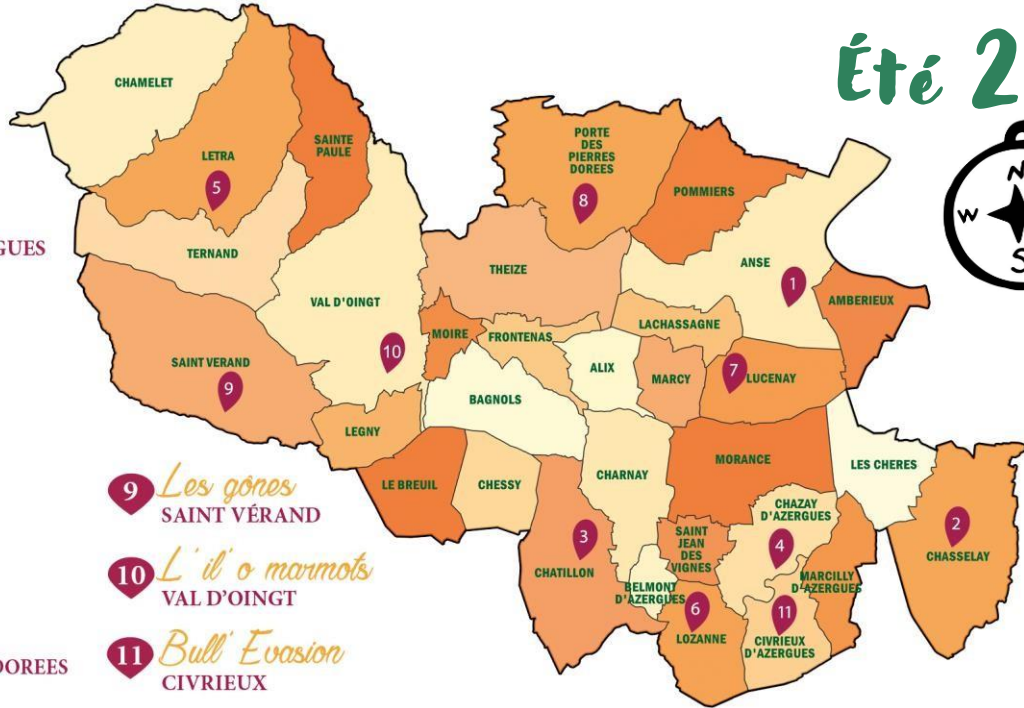 Été 2
CHAMELET
LETRA
5
SAINTE
PAULE
PORTE
DES
PIERRES
DOREES
8
POMMIERS
N
W
S
GUES
TERNAND
THEIZE
ANSE
1
AMBERIEUX
VAL D'OINGT
10
MOIRE
FRONTENAS
LACHASSAGNE
SAINT VERAND
9
ALIX
MARCY
7
LUCENAY
BAGNOLS
LEGNY
LE BREUIL
CHESSY
CHARNAY
MORANCE
LES CHERES
CHAZAY
D'AZERGUES
4
2
CHASSELAY
3
CHATILLON
SAINT
JEAN
DES
VIGNES
BELMONT
D'AZERGUES
MARCILLY
D'AZERGUES
6
LOZANNE
11
CIVRIEUX
D'AZERGUES
9 Les gônes
SAINT VÉRAND
10 L' il' o marmots
VAL D'OINGT
11 Bull' Evasion
CIVRIEUX
DOREES